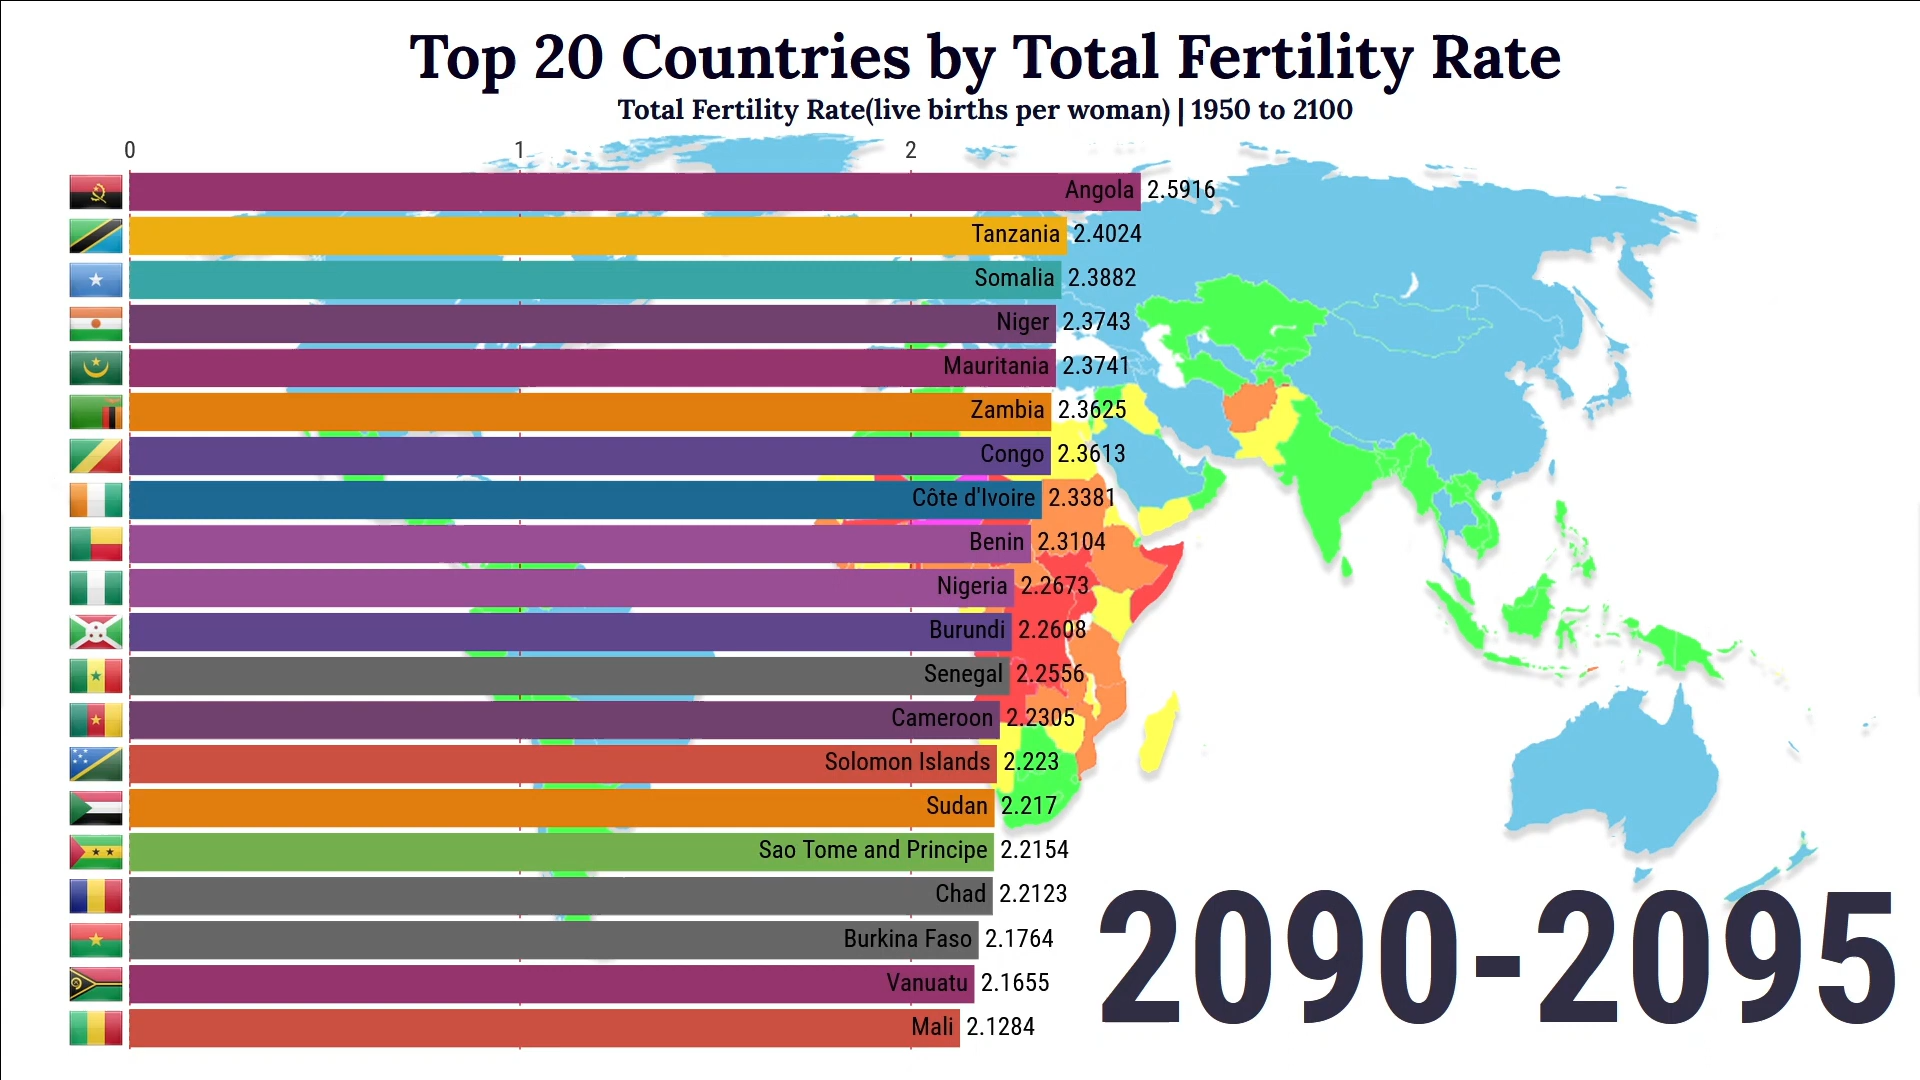 Top 20 Countries by Total Fertility Rate
Total Fertility Rate(live births per woman) | 1950 to 2100
0 1 2
Angola 2.5916
Tanzania 2.4024
Somalia 2.3882
Niger 2.3743
Mauritania 2.3741
Zambia 2.3625
Congo 2.3613
Côte d'Ivoire 2.3381
Benin 2.3104
Nigeria 2.2673
Burundi 2.2608
Senegal 2.2556
Cameroon 2.2305
Solomon Islands 2.223
Sudan 2.217
Sao Tome and Principe 2.2154
Chad 2.2123
Burkina Faso 2.1764
Vanuatu 2.1655
Mali 2.1284
2090-2095